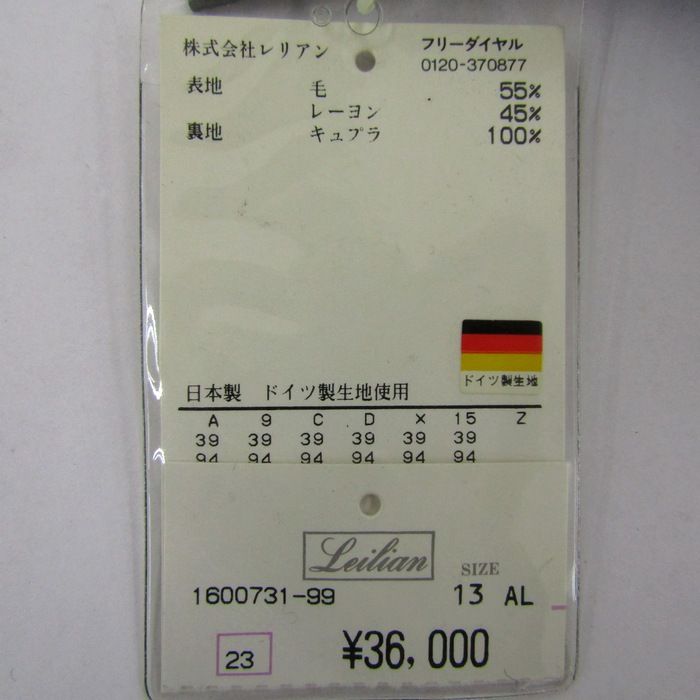 株式会社レリアン フリーダイヤル
0120-370877
表地 毛 55%
レーヨン 45%
裏地 キュプラ 100%
ドイツ製生地
日本製 ドイツ製生地使用
A 9 C D X 15 Z
39 39 39 39 39 39
94 94 94 94 94 94
Leilian
SIZE
1600731-99 13 AL
23 ¥36,000